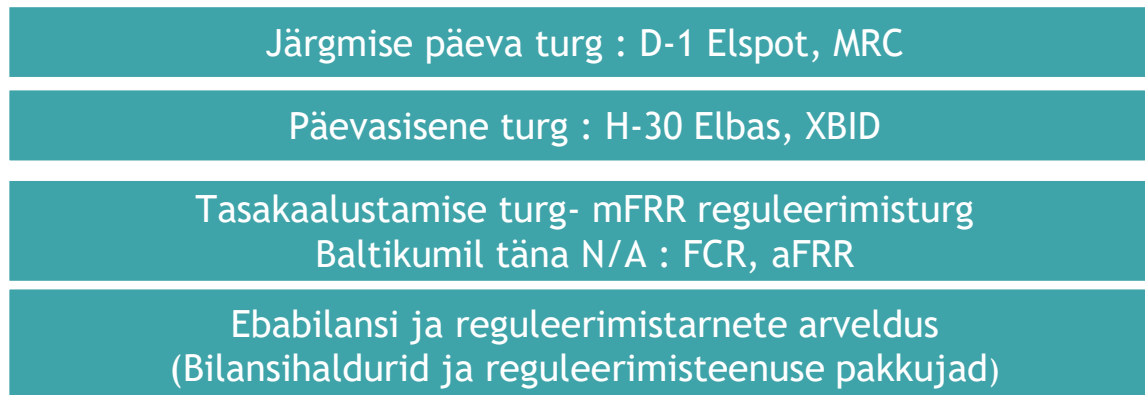 Järgmise päeva turg : D-1 Elspot, MRC
Päevasisene turg : H-30 Elbas, XBID
Tasakaalustamise turg- mFRR reguleerimisturg
Baltikumil täna N/A : FCR, aFRR
Ebabilansi ja reguleerimistarnete arveldus
(Bilansihaldurid ja reguleerimisteenuse pakkujad)